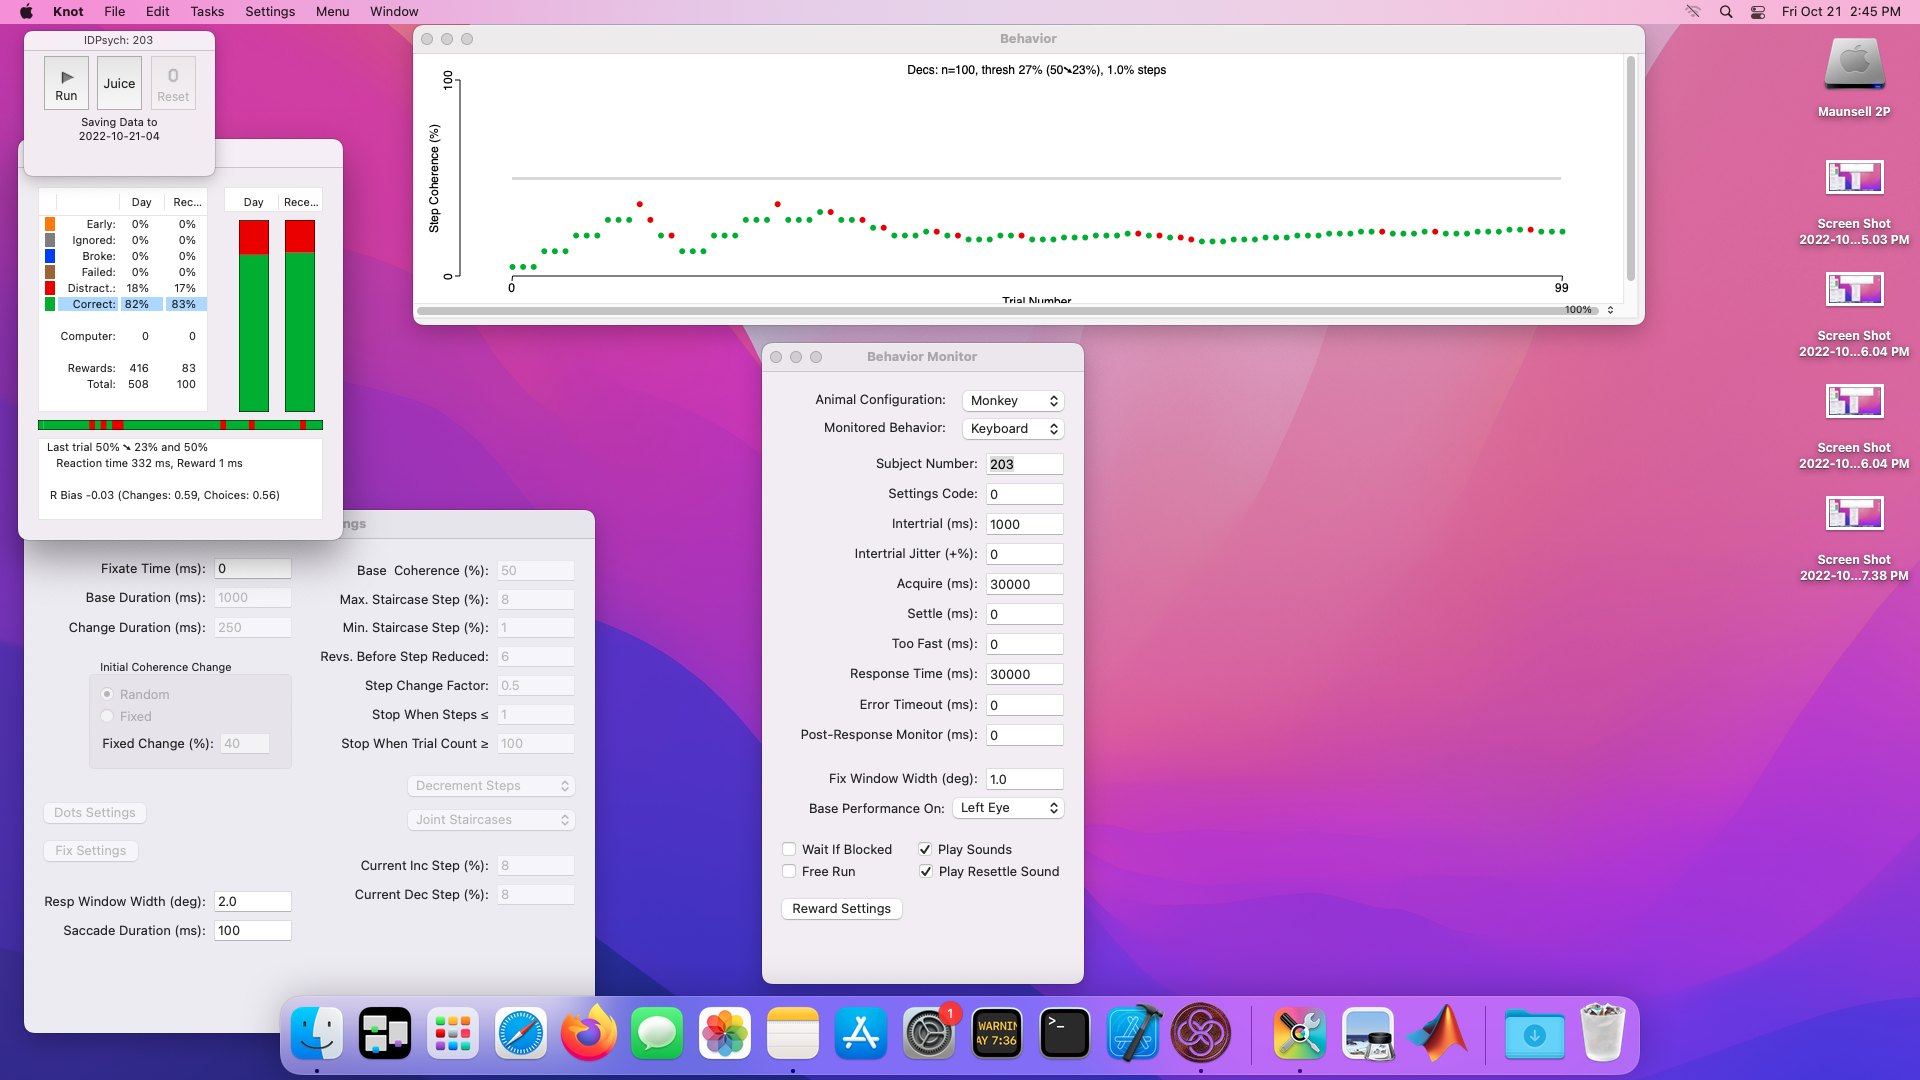 Knot File Edit Tasks Settings Menu Window
Fri Oct 21 2:45 PM
IDPsych: 203
Run
Juice
0
Reset
Saving Data to
2022-10-21-04
Day Rec...
Early: 0% 0%
Ignored: 0% 0%
Broke: 0% 0%
Failed: 0% 0%
Distract.: 18% 17%
Correct: 82% 83%
Computer: 0 0
Rewards: 416 83
Total: 508 100
Day Rece...
Last trial 50% ➘ 23% and 50%
Reaction time 332 ms, Reward 1 ms
R Bias -0.03 (Changes: 0.59, Choices: 0.56)
Behavior
Decs: n=100, thresh 27% (50➘23%), 1.0% steps
Step Coherence (%)
100
0
0
99
Trial Number
100%
ngs
Fixate Time (ms): 0
Base Duration (ms): 1000
Change Duration (ms): 250
Initial Coherence Change
Random
Fixed
Fixed Change (%): 40
Dots Settings
Fix Settings
Resp Window Width (deg): 2.0
Saccade Duration (ms): 100
Base Coherence (%): 50
Max. Staircase Step (%): 8
Min. Staircase Step (%): 1
Revs. Before Step Reduced: 6
Step Change Factor: 0.5
Stop When Steps ≤ 1
Stop When Trial Count ≥ 100
Decrement Steps
Joint Staircases
Current Inc Step (%): 8
Current Dec Step (%): 8
Behavior Monitor
Animal Configuration: Monkey
Monitored Behavior: Keyboard
Subject Number: 203
Settings Code: 0
Intertrial (ms): 1000
Intertrial Jitter (+%): 0
Acquire (ms): 30000
Settle (ms): 0
Too Fast (ms): 0
Response Time (ms): 30000
Error Timeout (ms): 0
Post-Response Monitor (ms): 0
Fix Window Width (deg): 1.0
Base Performance On: Left Eye
Wait If Blocked
Play Sounds
Free Run
Play Resettle Sound
Reward Settings
Maunsell 2P
Screen Shot
2022-10...5.03 PM
Screen Shot
2022-10...6.04 PM
Screen Shot
2022-10...6.04 PM
Screen Shot
2022-10...7.38 PM
1
WARNIN
AY 7:36
>_